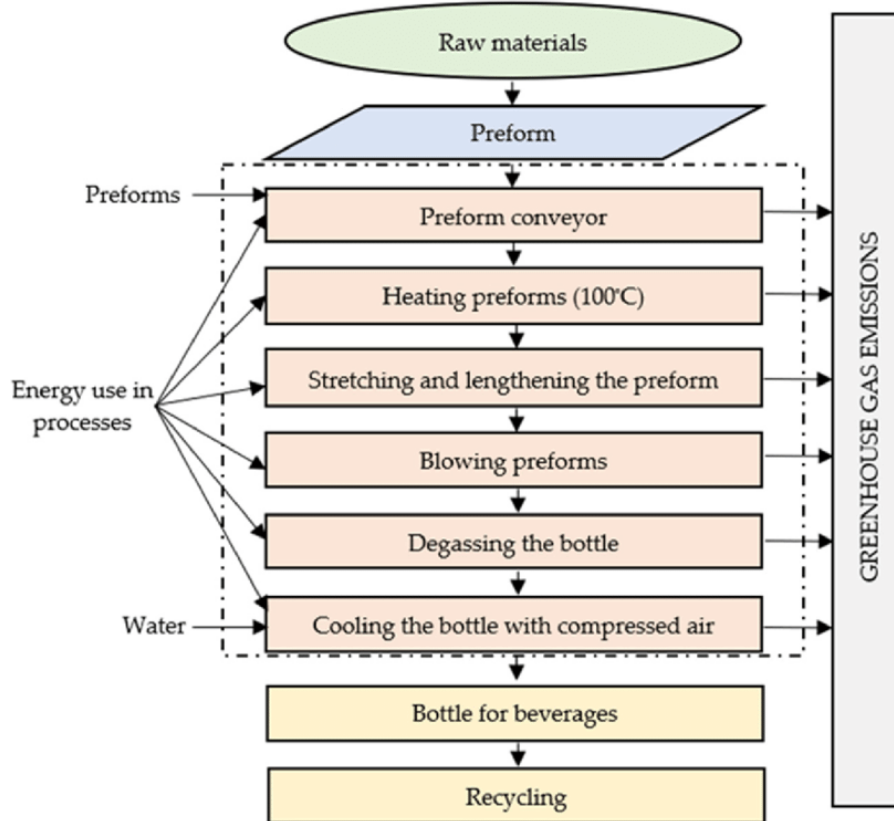 Raw materials
Preform
Preforms
Preform conveyor
Heating preforms (100°C)
Stretching and lengthening the preform
Energy use in
processes
Blowing preforms
Degassing the bottle
Water
Cooling the bottle with compressed air
Bottle for beverages
Recycling
GREENHOUSE GAS EMISSIONS